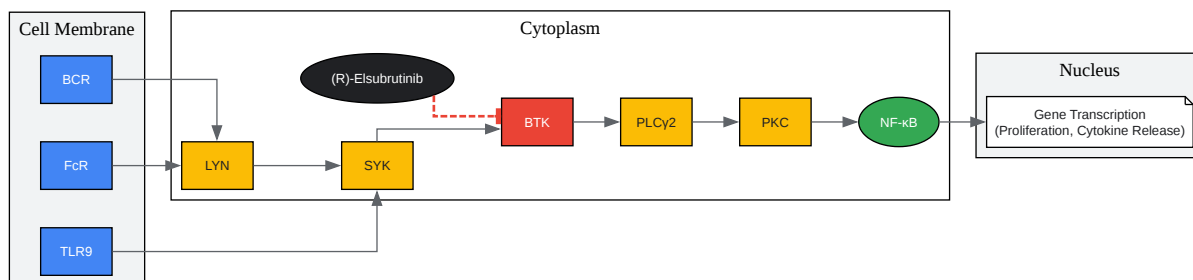 Cell Membrane
BCR
FcR
TLR9
Cytoplasm
(R)-Elsubrutinib
LYN
SYK
BTK
PLCγ2
PKC
NF-κB
Nucleus
Gene Transcription
(Proliferation, Cytokine Release)